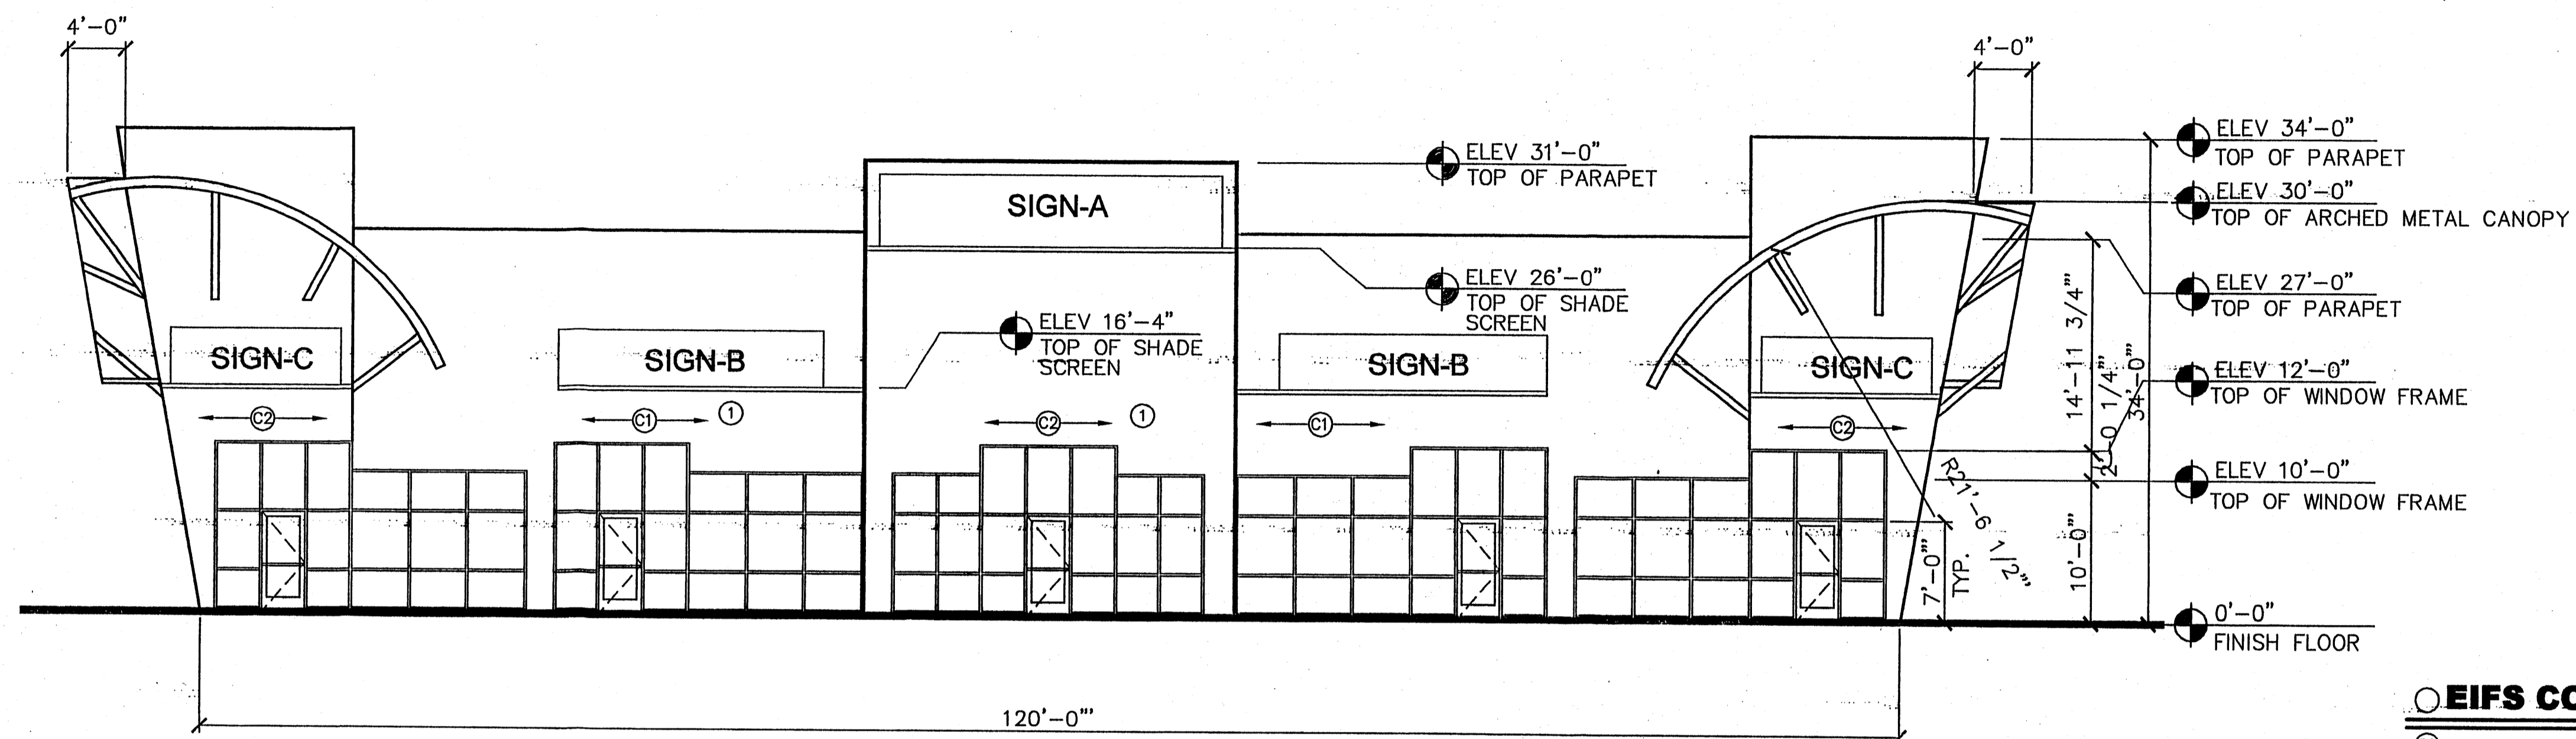 4'-0"
4'-0"
ELEV 34'-0"
TOP OF PARAPET
ELEV 31'-0"
TOP OF PARAPET
ELEV 30'-0"
TOP OF ARCHED METAL CANOPY
SIGN-A
ELEV 26'-0"
TOP OF SHADE
SCREEN
ELEV 27'-0"
TOP OF PARAPET
ELEV 16'-4"
TOP OF SHADE
SCREEN
SIGN-C
SIGN-B
SIGN-B
SIGN-C
14'-11 3/4"'
2'-0 1/4"'
34'-0"'
ELEV 12'-0"
TOP OF WINDOW FRAME
C2
C1
1
C2
1
C1
C2
R21'-6 1/2"'
ELEV 10'-0"
TOP OF WINDOW FRAME
7'-0"'
TYP.
10'-0"'
0'-0"
FINISH FLOOR
120'-0"'
EIFS CO